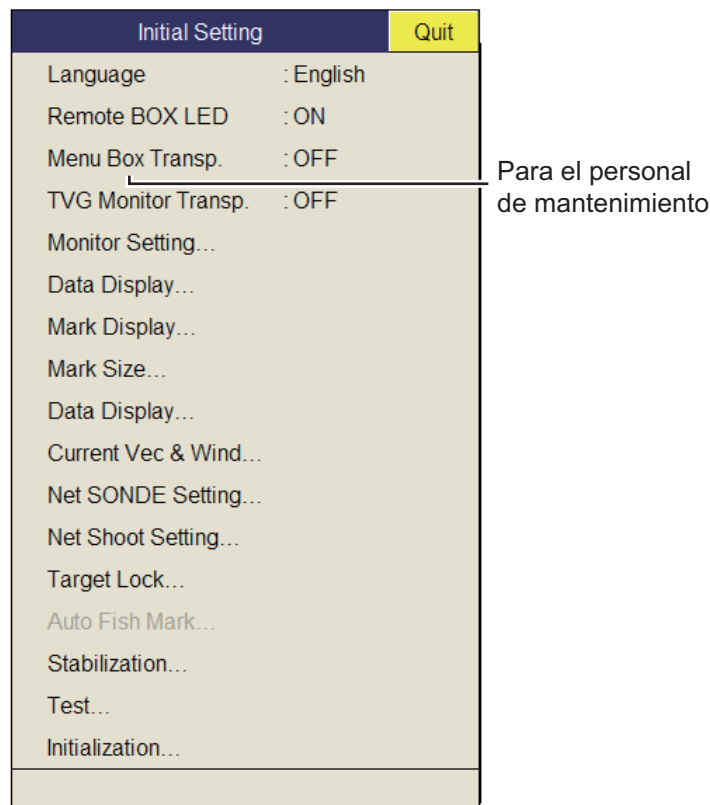 Initial Setting Quit
Language : English
Remote BOX LED : ON
Menu Box Transp. : OFF
TVG Monitor Transp. : OFF
Monitor Setting...
Data Display...
Mark Display...
Mark Size...
Data Display...
Current Vec & Wind...
Net SONDE Setting...
Net Shoot Setting...
Target Lock...
Auto Fish Mark...
Stabilization...
Test...
Initialization...
Para el personal
de mantenimiento